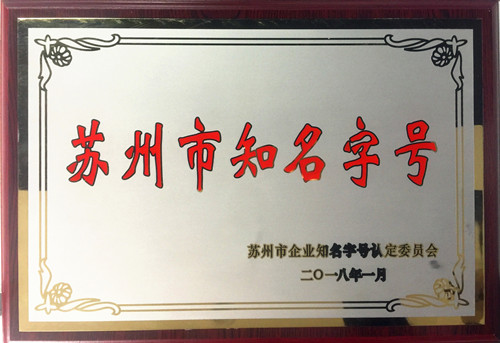 苏州市知名字号
苏州市企业知名字号认定委员会
二〇一八年一月